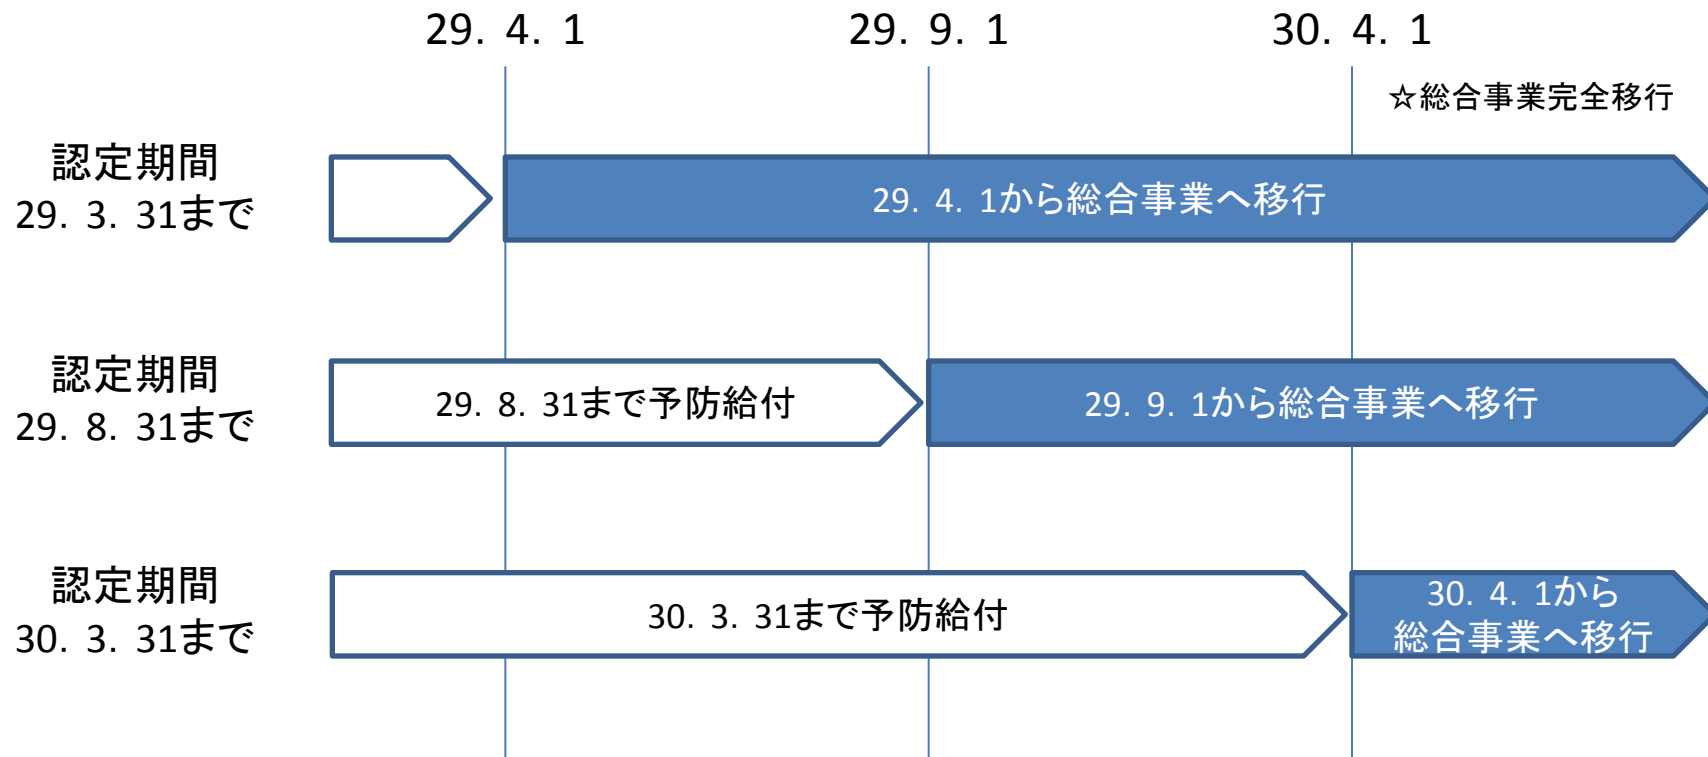 29. 4. 1
29. 9. 1
30. 4. 1
☆総合事業完全移行
認定期間
29. 3. 31まで
29. 4. 1から総合事業へ移行
認定期間
29. 8. 31まで
29. 8. 31まで予防給付
29. 9. 1から総合事業へ移行
認定期間
30. 3. 31まで
30. 3. 31まで予防給付
30. 4. 1から
総合事業へ移行